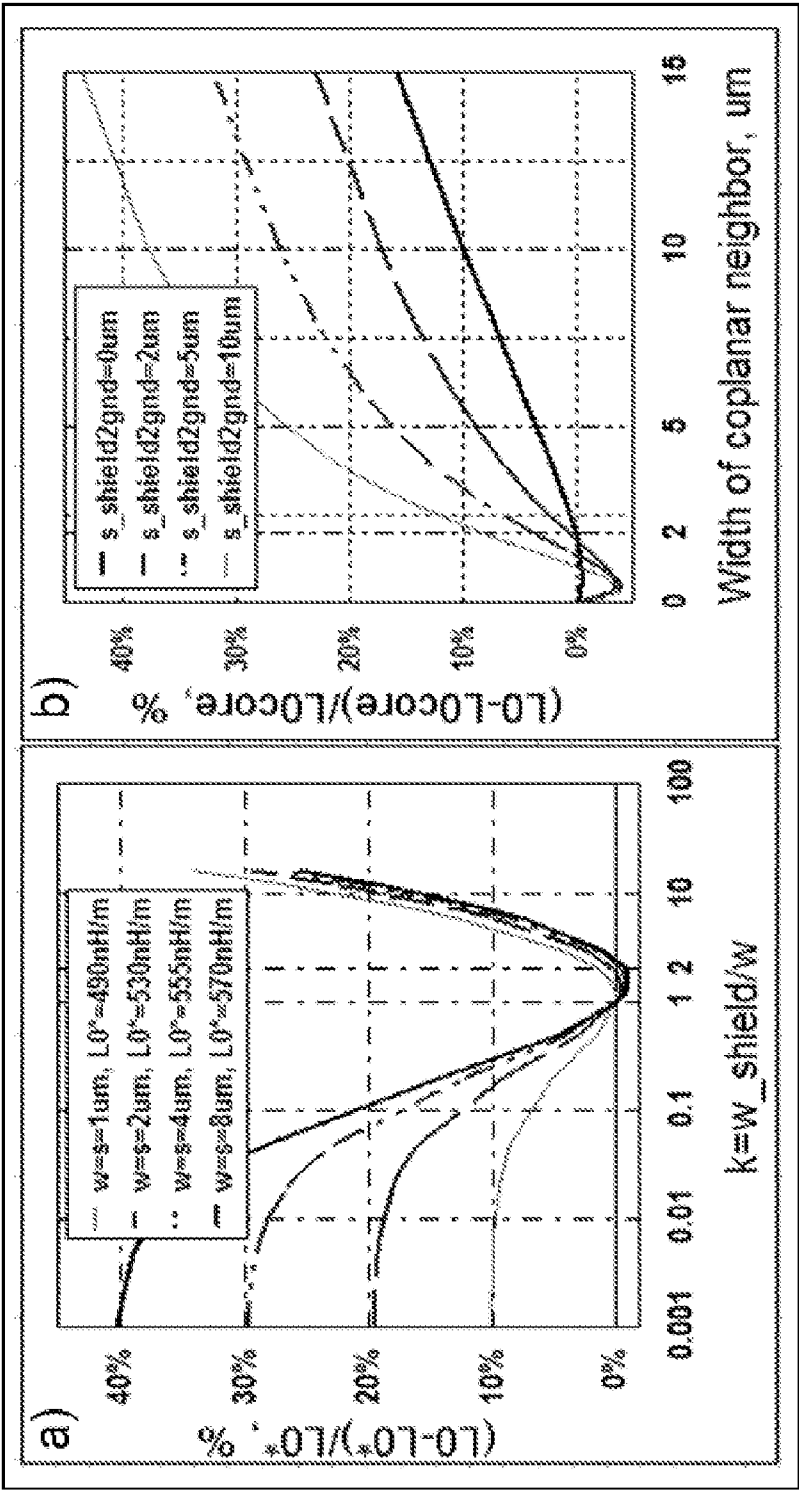 a)
(L0-L0*)/L0*, %
40%
30%
20%
10%
0%
w=s=1um, L0*=490nH/m
w=s=2um, L0*=530nH/m
w=s=4um, L0*=555nH/m
w=s=8um, L0*=570nH/m
0.001
0.01
0.1
1
2
10
100
k=w_shield/w
b)
(L0-L0core)/L0core, %
40%
30%
20%
10%
0%
s_shield2gnd=0um
s_shield2gnd=2um
s_shield2gnd=5um
s_shield2gnd=10um
0
2
5
10
15
Width of coplanar neighbor, um